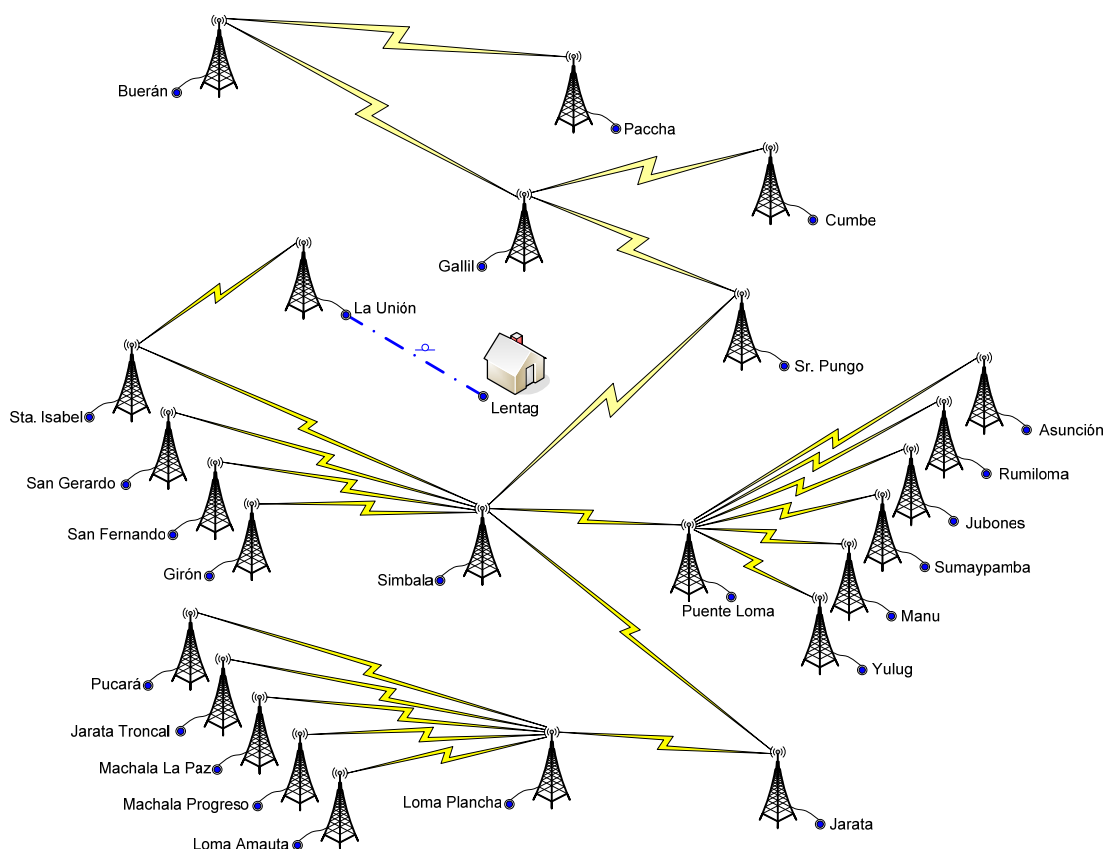 Buerán
Paccha
Cumbe
Gallil
La Unión
Sr. Pungo
Lentag
Sta. Isabel
Asunción
Rumiloma
San Gerardo
Jubones
San Fernando
Sumaypamba
Girón
Simbala
Puente Loma
Manu
Yulug
Pucará
Jarata Troncal
Machala La Paz
Machala Progreso
Loma Plancha
Jarata
Loma Amauta